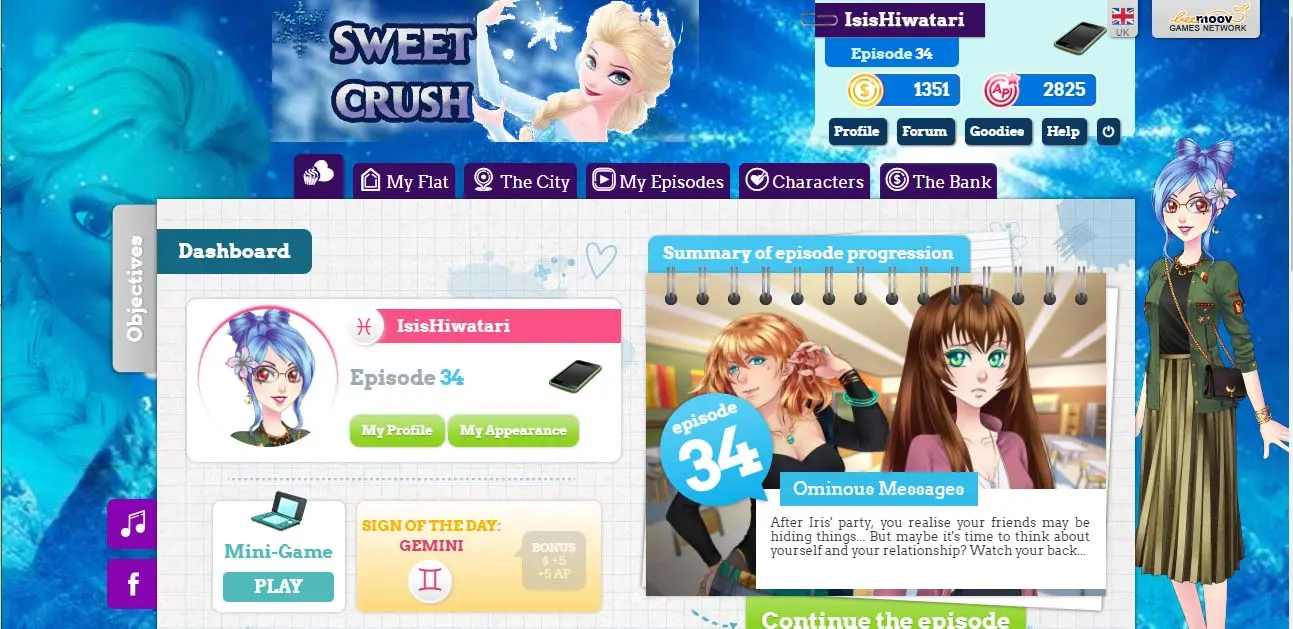 SWEET
CRUSH
IsisHiwatari
Episode 34
1351
AP
2825
Profile
Forum
Goodies
Help
UK
beemoov
GAMES NETWORK
My Flat
The City
My Episodes
Characters
The Bank
Objectives
Dashboard
IsisHiwatari
Episode 34
My Profile
My Appearance
Mini-Game
PLAY
SIGN OF THE DAY:
GEMINI
BONUS
$ +5
+5 AP
Summary of episode progression
episode
34
Ominous Messages
After Iris' party, you realise your friends may be
hiding things... But maybe it's time to think about
yourself and your relationship? Watch your back...
Continue the episode